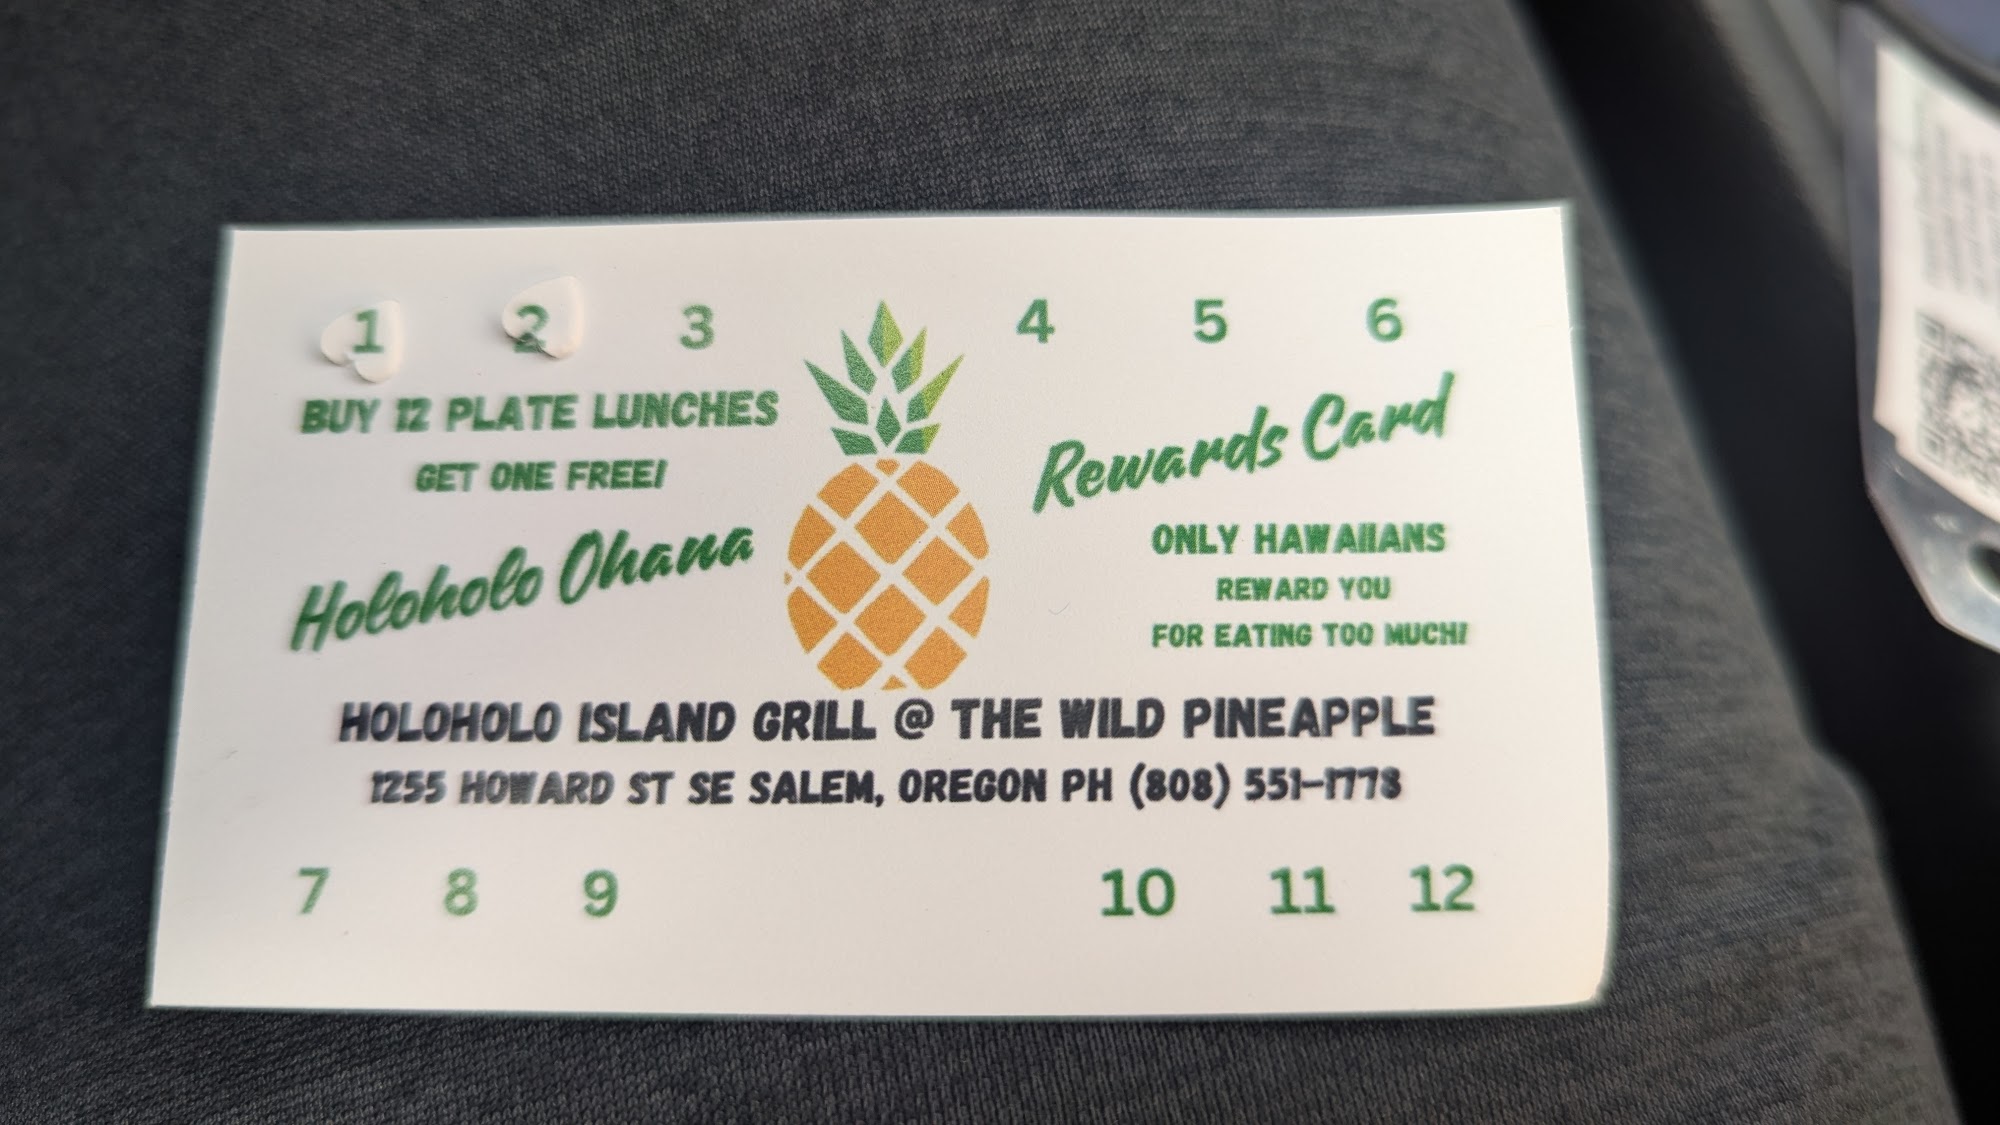 1 2 3 4 5 6
BUY 12 PLATE LUNCHES
GET ONE FREE!
Holoholo Ohana
Rewards Card
ONLY HAWAIIANS
REWARD YOU
FOR EATING TOO MUCH!
HOLOHOLO ISLAND GRILL @ THE WILD PINEAPPLE
1255 HOWARD ST SE SALEM, OREGON PH (808) 551-1778
7 8 9 10 11 12